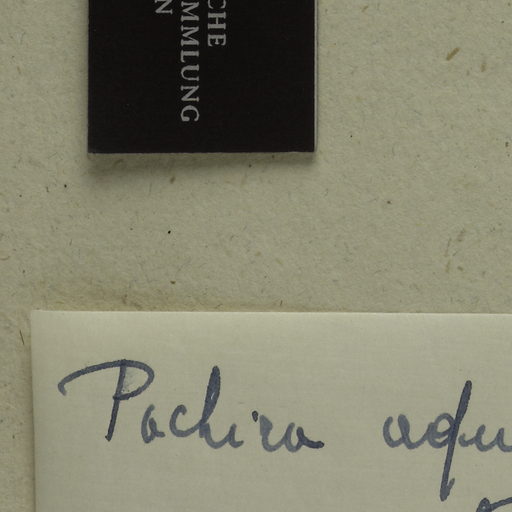 CHE
MMLUNG
N
Pachira aqu